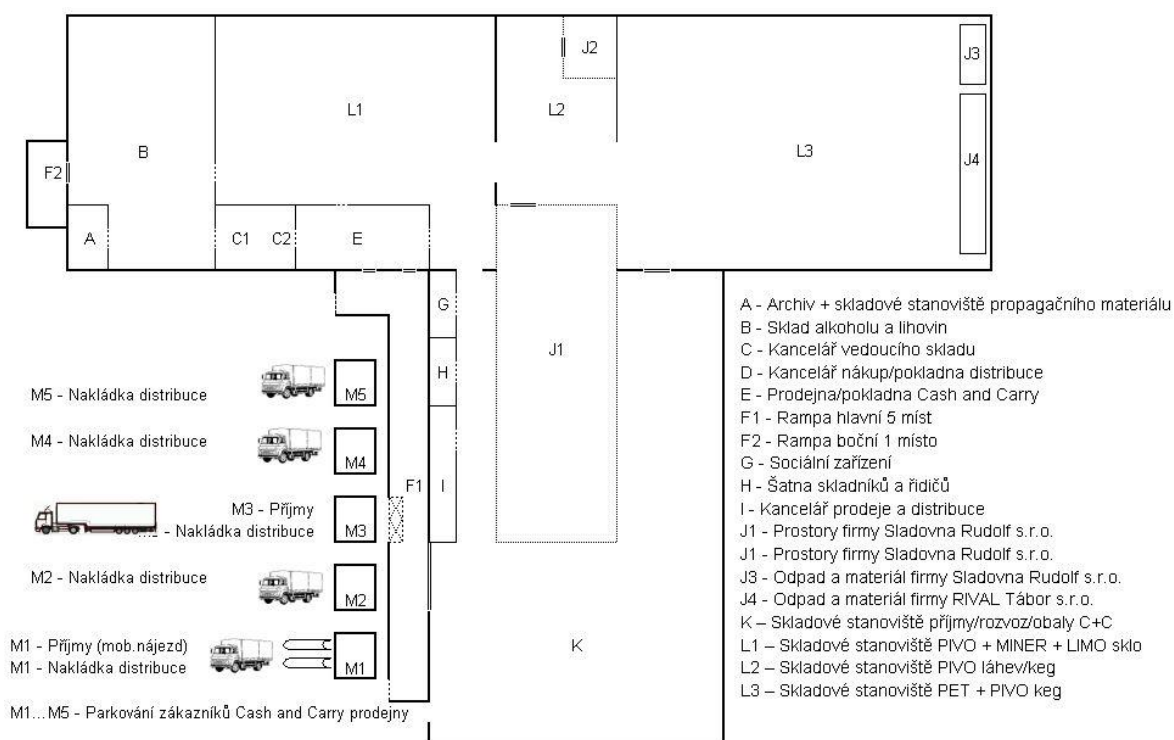 J2
J3
L1
L2
B
L3
J4
F2
A
C1
C2
E
G
J1
H
F1
I
K
M5 - Nakládka distribuce
M5
M4 - Nakládka distribuce
M4
M3 - Příjmy
- Nakládka distribuce
M3
M2 - Nakládka distribuce
M2
M1 - Příjmy (mob.nájezd)
M1 - Nakládka distribuce
M1
M1...M5 - Parkování zákazníků Cash and Carry prodejny
A - Archiv + skladové stanoviště propagačního materiálu
B - Sklad alkoholu a lihovin
C - Kancelář vedoucího skladu
D - Kancelář nákup/pokladna distribuce
E - Prodejna/pokladna Cash and Carry
F1 - Rampa hlavní 5 míst
F2 - Rampa boční 1 místo
G - Sociální zařízení
H - Šatna skladníků a řidičů
I - Kancelář prodeje a distribuce
J1 - Prostory firmy Sladovna Rudolf s.r.o.
J1 - Prostory firmy Sladovna Rudolf s.r.o.
J3 - Odpad a materiál firmy Sladovna Rudolf s.r.o.
J4 - Odpad a materiál firmy RIVAL Tábor s.r.o.
K – Skladové stanoviště příjmy/rozvoz/obaly C+C
L1 - Skladové stanoviště PIVO + MINER + LIMO sklo
L2 – Skladové stanoviště PIVO láhev/keg
L3 – Skladové stanoviště PET + PIVO keg